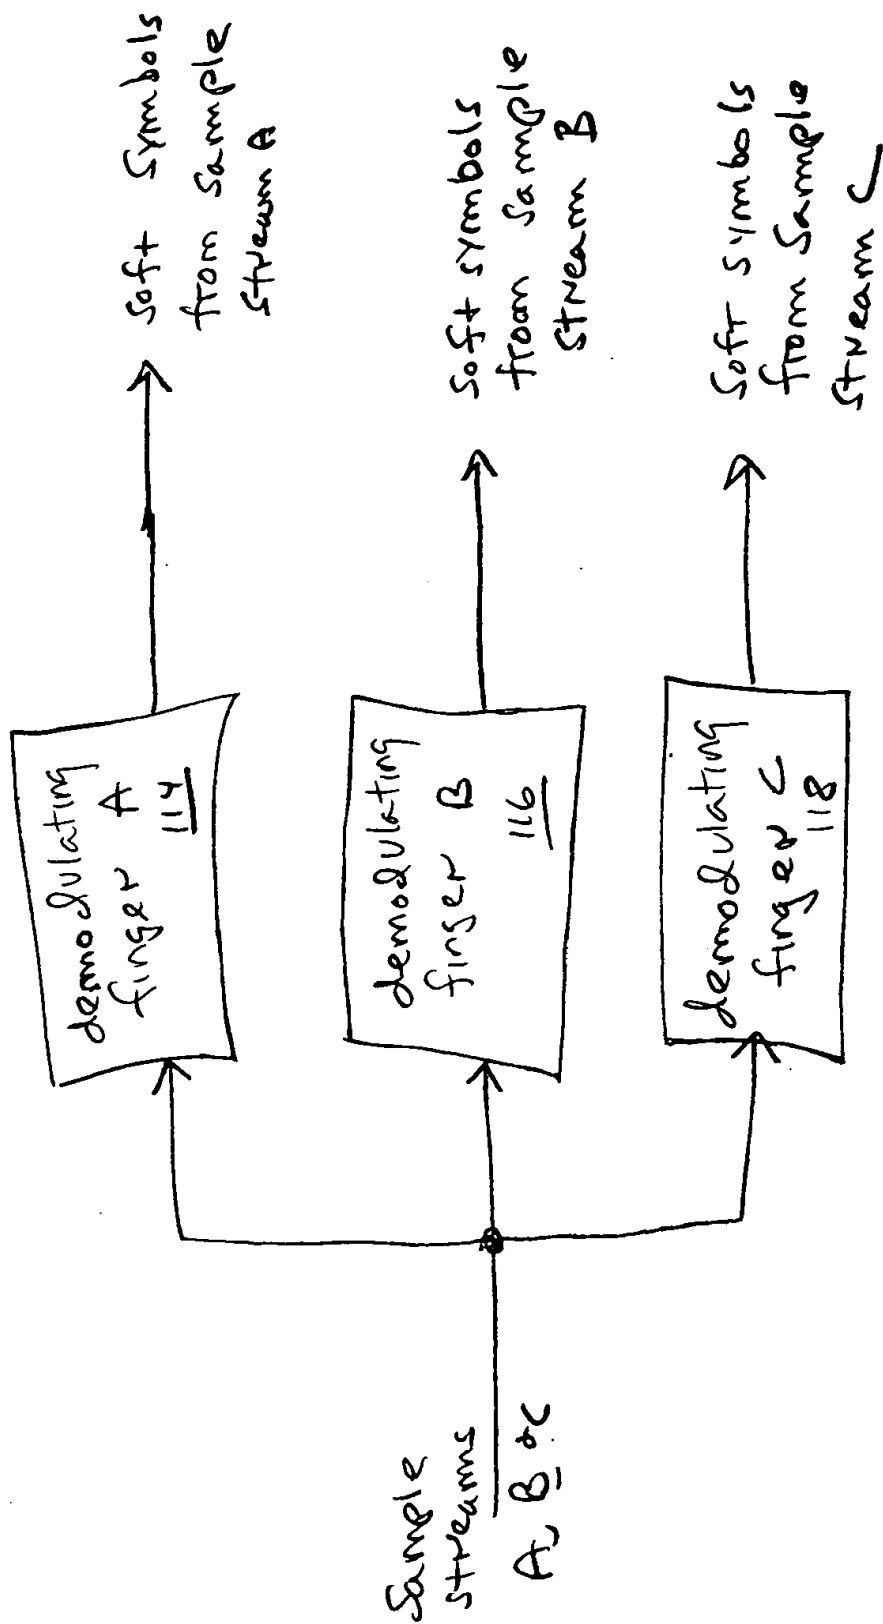 Sample
streams
A, B or C
demodulating
finger A
114
Soft symbols
from sample
stream A
demodulating
finger B
116
Soft symbols
from sample
stream B
demodulating
finger C
118
Soft symbols
from sample
stream C